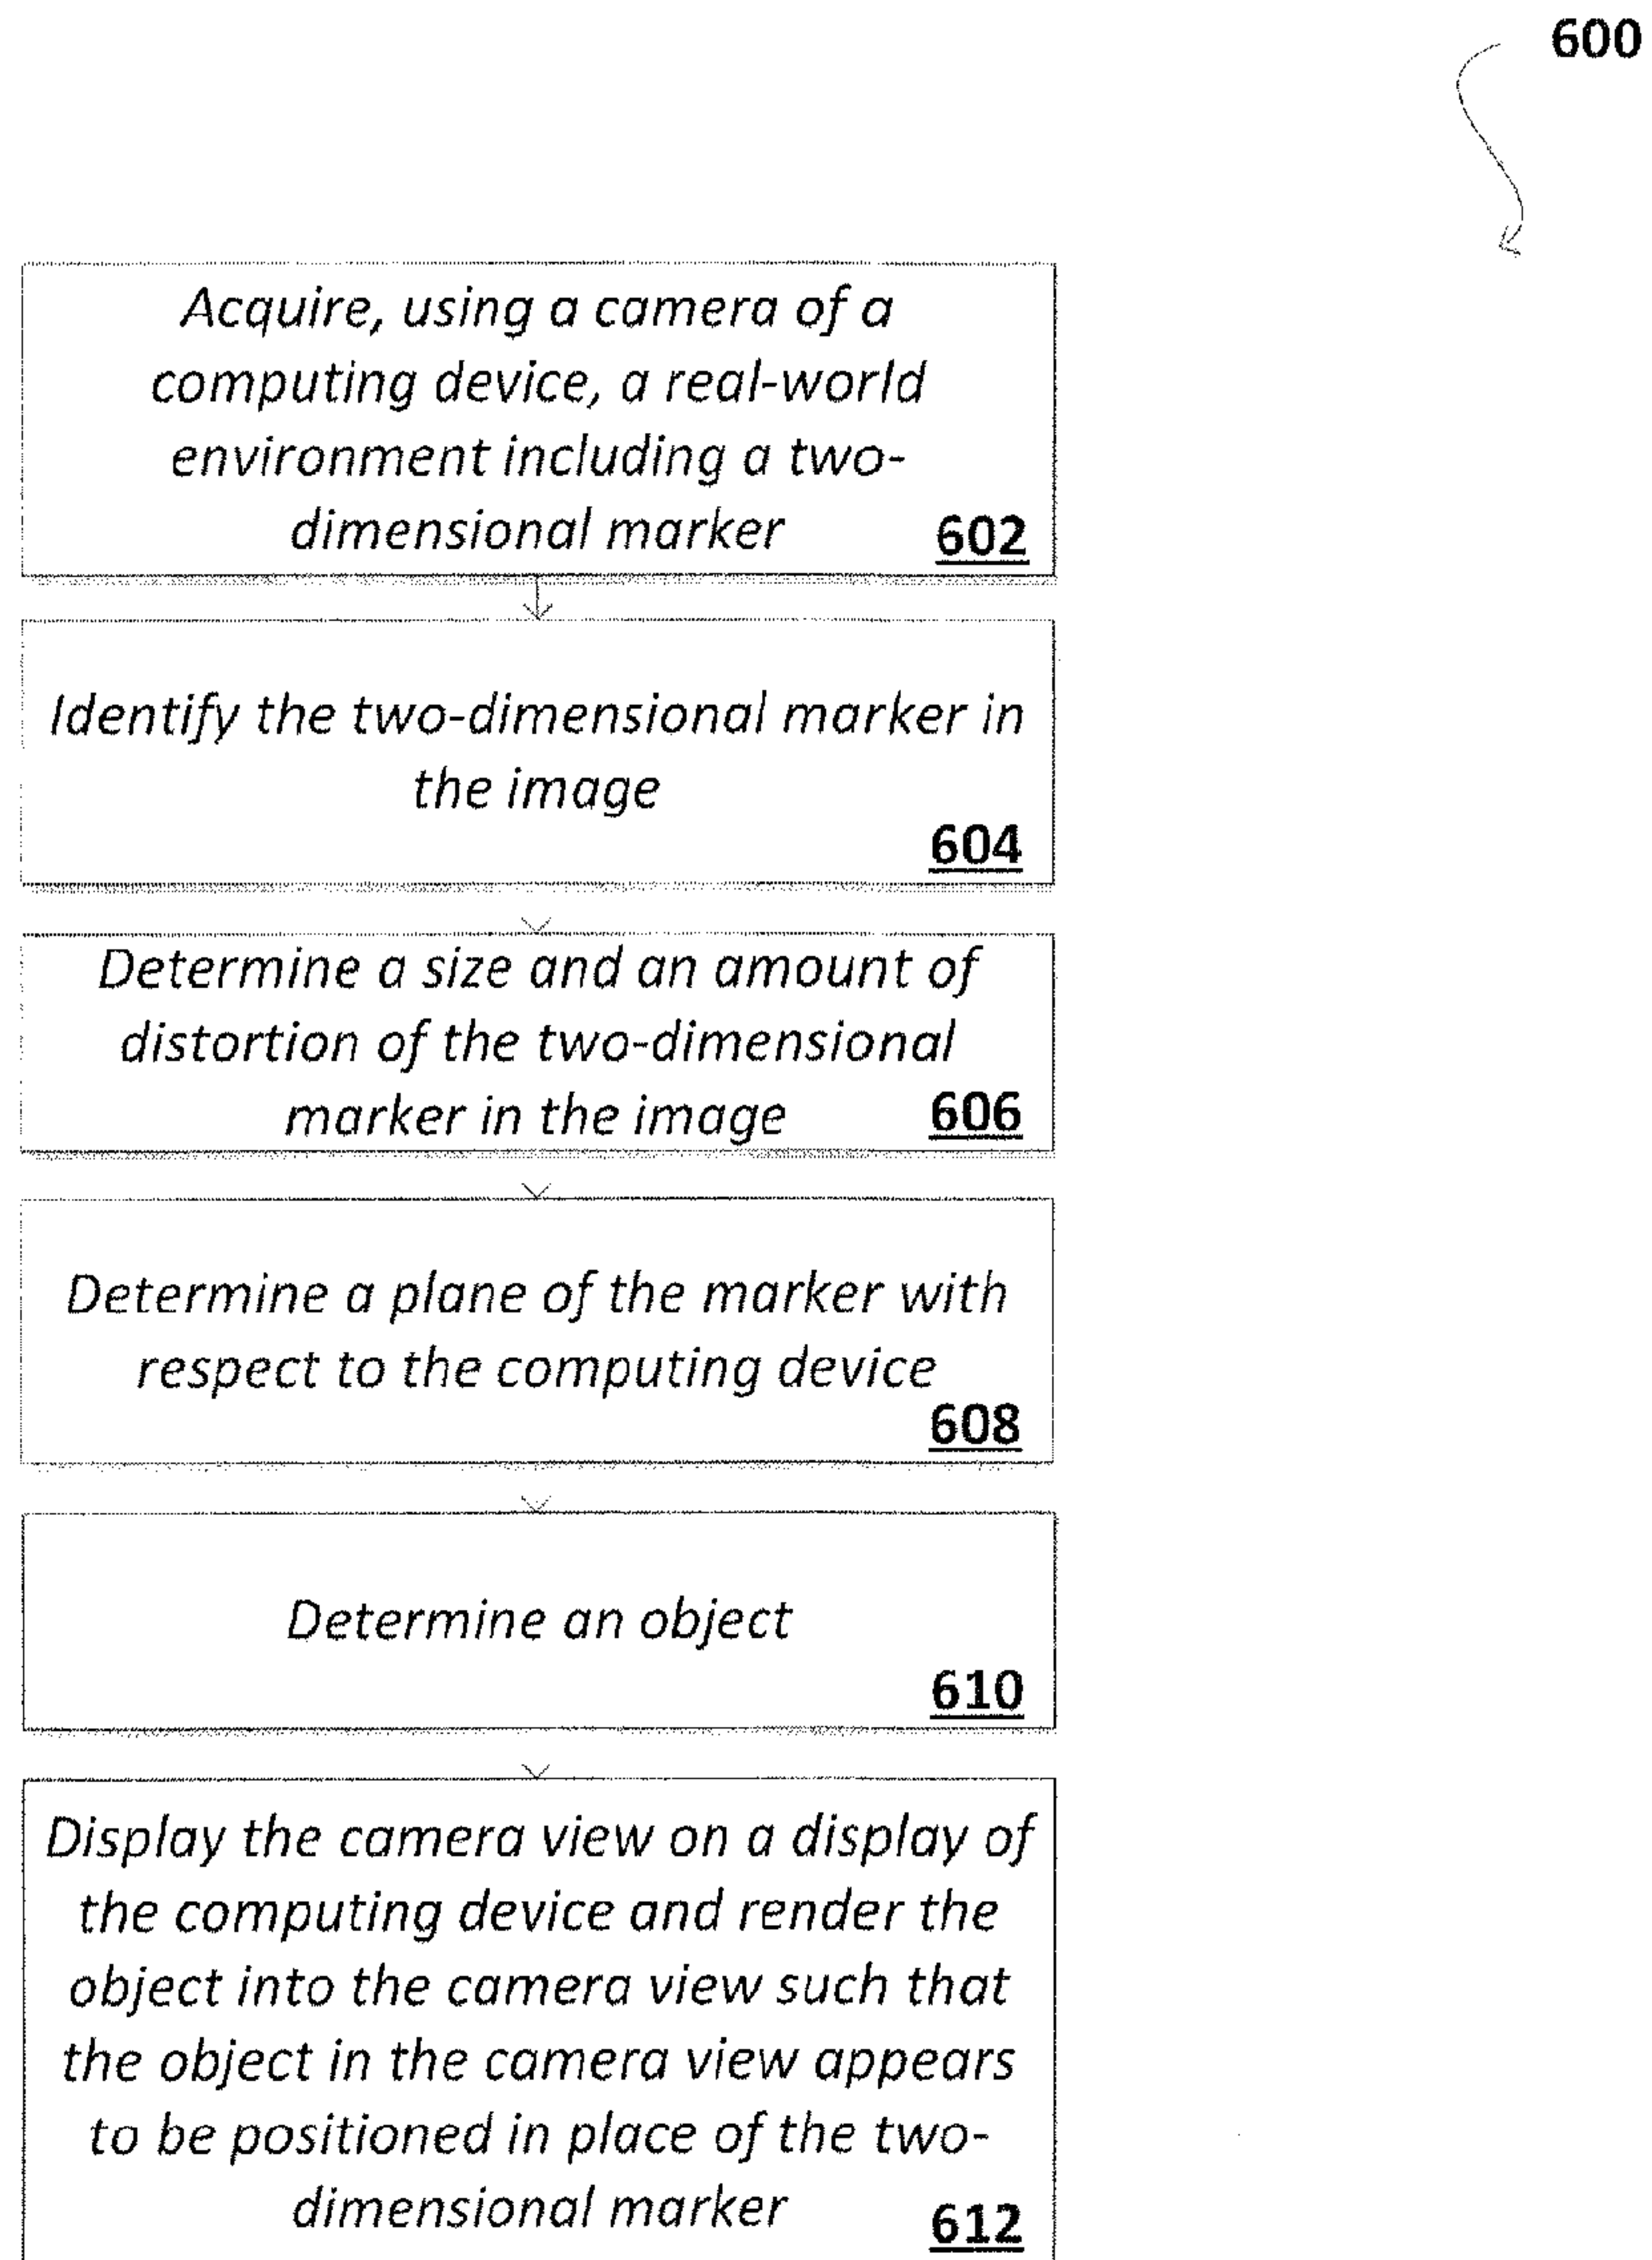 600
Acquire, using a camera of a
computing device, a real-world
environment including a two-
dimensional marker 602
Identify the two-dimensional marker in
the image
604
Determine a size and an amount of
distortion of the two-dimensional
marker in the image 606
Determine a plane of the marker with
respect to the computing device
608
Determine an object
610
Display the camera view on a display of
the computing device and render the
object into the camera view such that
the object in the camera view appears
to be positioned in place of the two-
dimensional marker 612